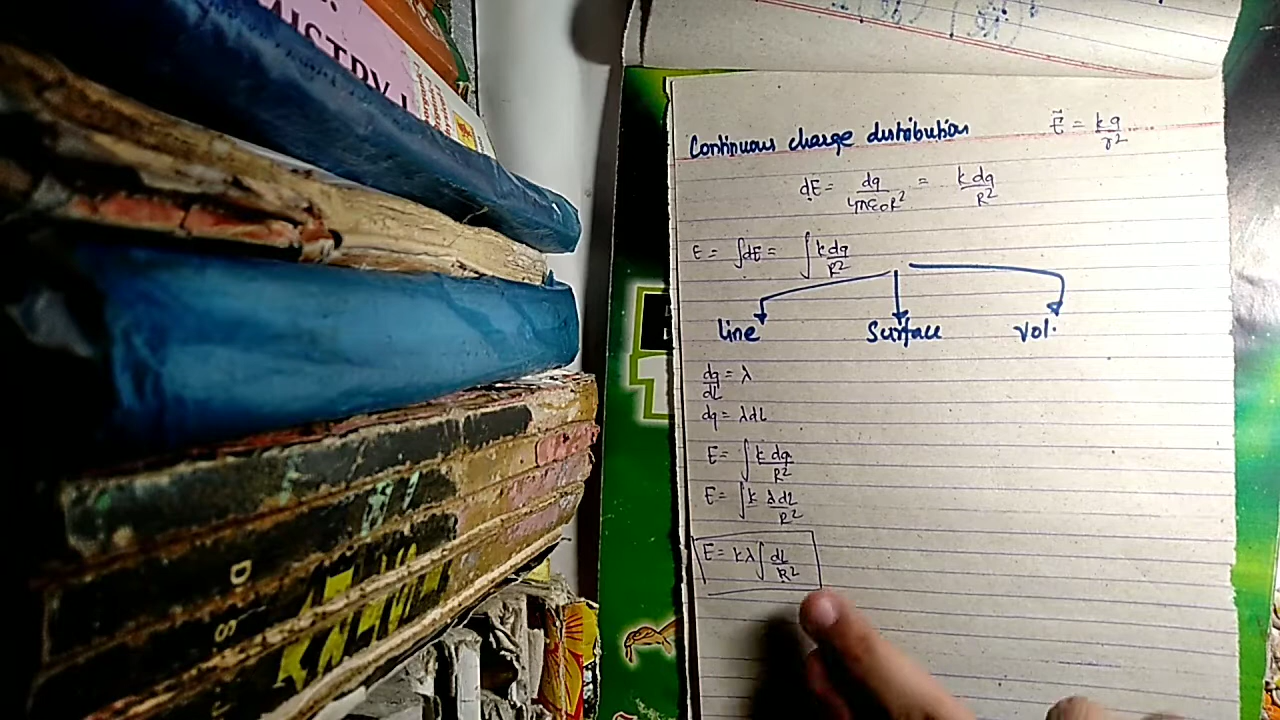 MISTRY
Continuous charge distribution
E⃗ = kq/r²
dE = dq/4πε₀R² = k dq/R²
E = ∫dE = ∫ k dq/R²
Line Surface Vol.
dq/dL = λ
dq = λdL
E = ∫ k dq/R²
E = ∫ k λdL/R²
E = kλ ∫ dL/R²